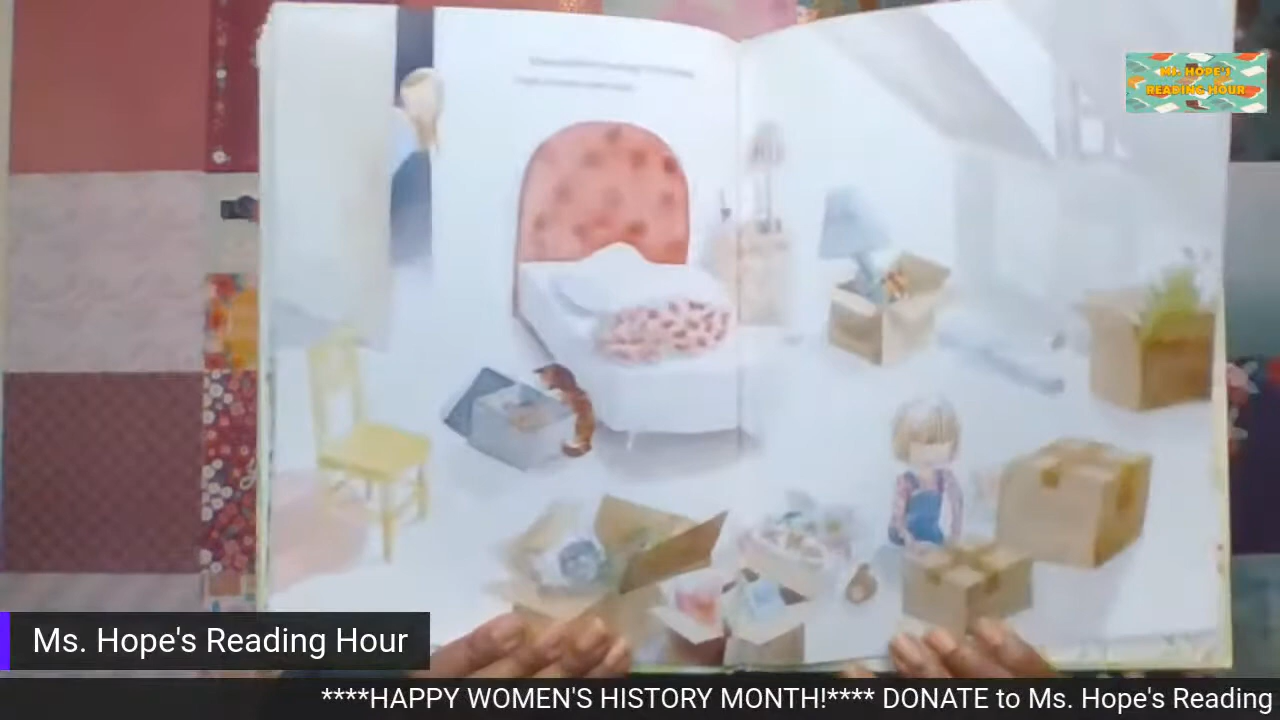 MS. HOPE'S
READING HOUR
Ms. Hope's Reading Hour
****HAPPY WOMEN'S HISTORY MONTH!**** DONATE to Ms. Hope's Reading